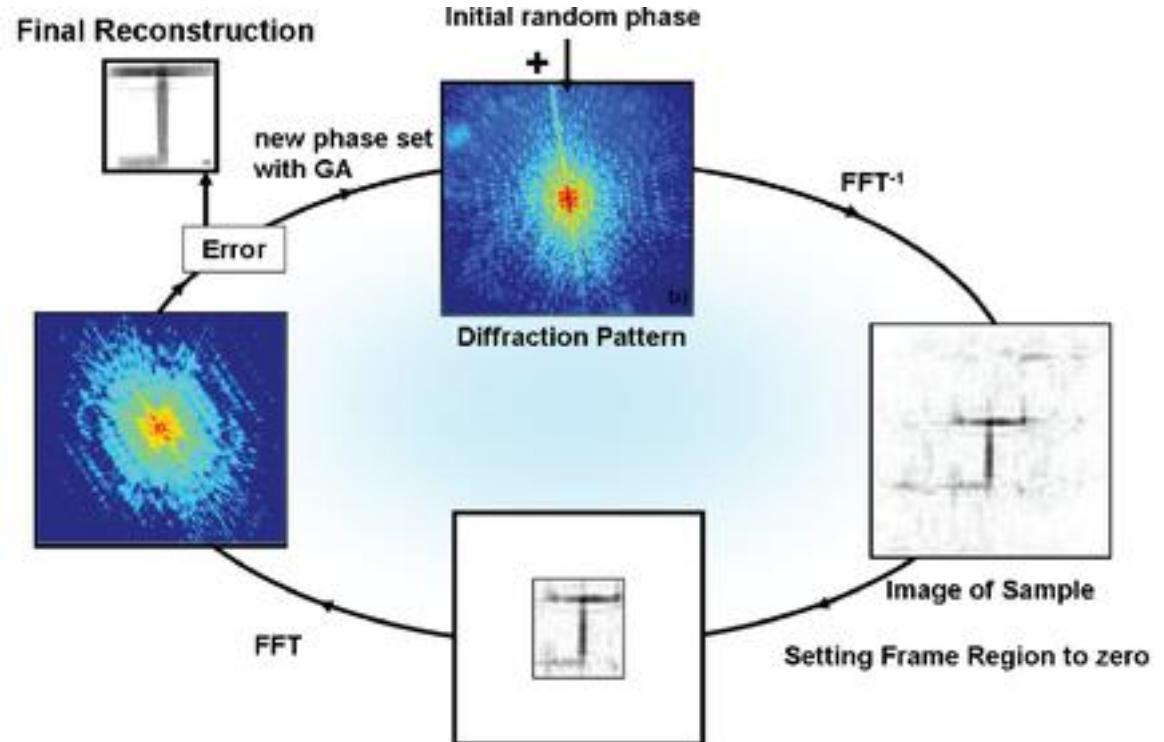 Initial random phase
Final Reconstruction
+
new phase set
with GA
FFT⁻¹
Error
b)
Diffraction Pattern
Image of Sample
FFT
Setting Frame Region to zero